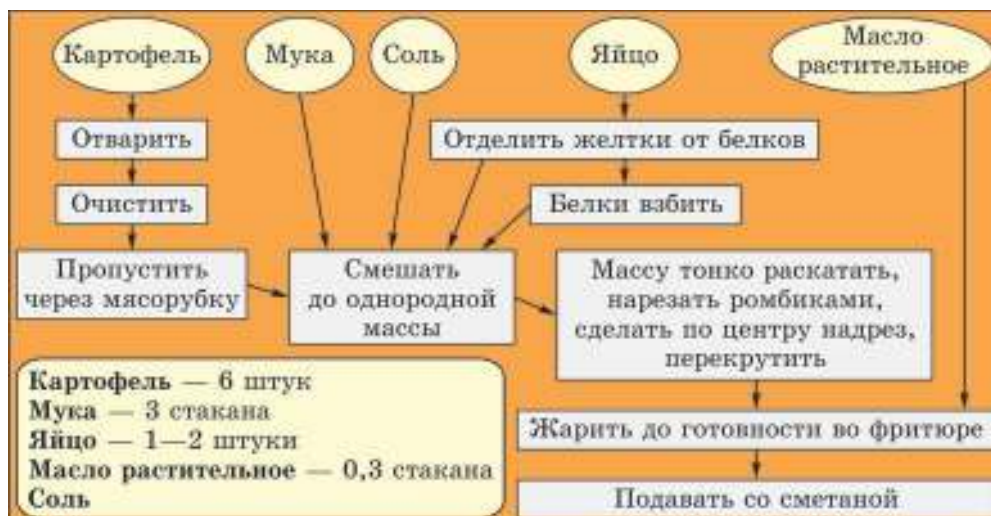 Картофель
Мука
Соль
Яйцо
Масло
растительное
Отварить
Отделить желтки от белков
Очистить
Белки взбить
Пропустить
через мясорубку
Смешать
до однородной
массы
Массу тонко раскатать,
нарезать ромбиками,
сделать по центру надрез,
перекрутить
Картофель — 6 штук
Мука — 3 стакана
Яйцо — 1—2 штуки
Масло растительное — 0,3 стакана
Соль
Жарить до готовности во фритюре
Подавать со сметаной